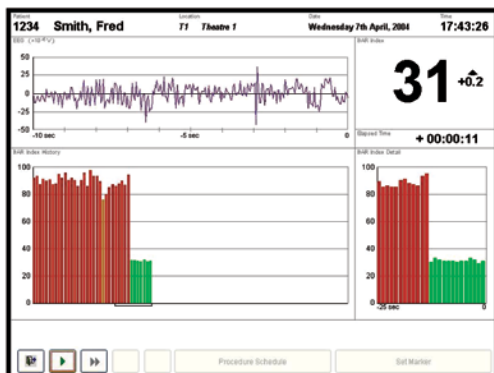 Patient Location Date Time
1234 Smith, Fred T1 Theatre 1 Wednesday 7th April, 2004 17:43:26
BAR Index
50
25
0
-25
-50
-10 sec -5 sec 0
31 +0.2
Elapsed Time
+ 00:00:11
BAR Index History BAR Index Detail
100 100
80 80
60 60
40 40
20 20
0 0
-25 sec 0
Procedure Schedule Set Marker